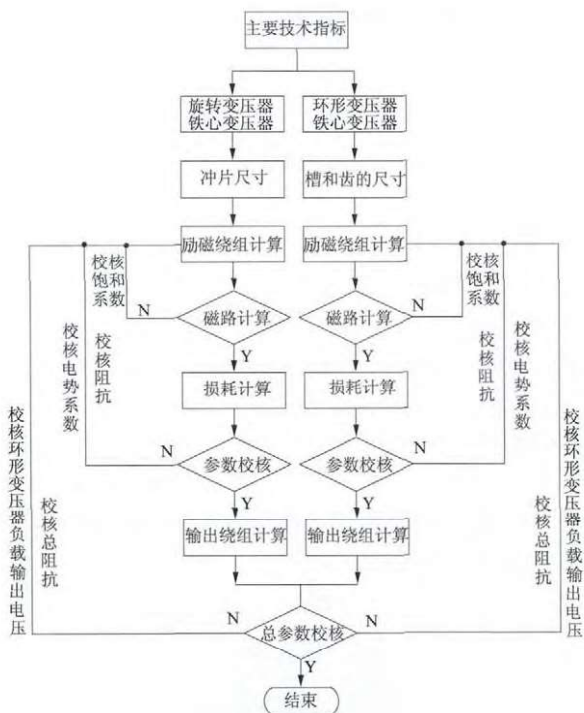 主要技术指标
旋转变压器
铁心变压器
环形变压器
铁心变压器
冲片尺寸
槽和齿的尺寸
励磁绕组计算
励磁绕组计算
校核
饱和
系数
校核
饱和
系数
N
磁路计算
磁路计算
N
Y
Y
校核电势系数
校核阻抗
校核阻抗
校核电势系数
损耗计算
损耗计算
N
参数校核
参数校核
N
Y
Y
校核环形变压器负载输出电压
校核总阻抗
校核总阻抗
校核环形变压器负载输出电压
输出绕组计算
输出绕组计算
N
总参数校核
N
Y
结束